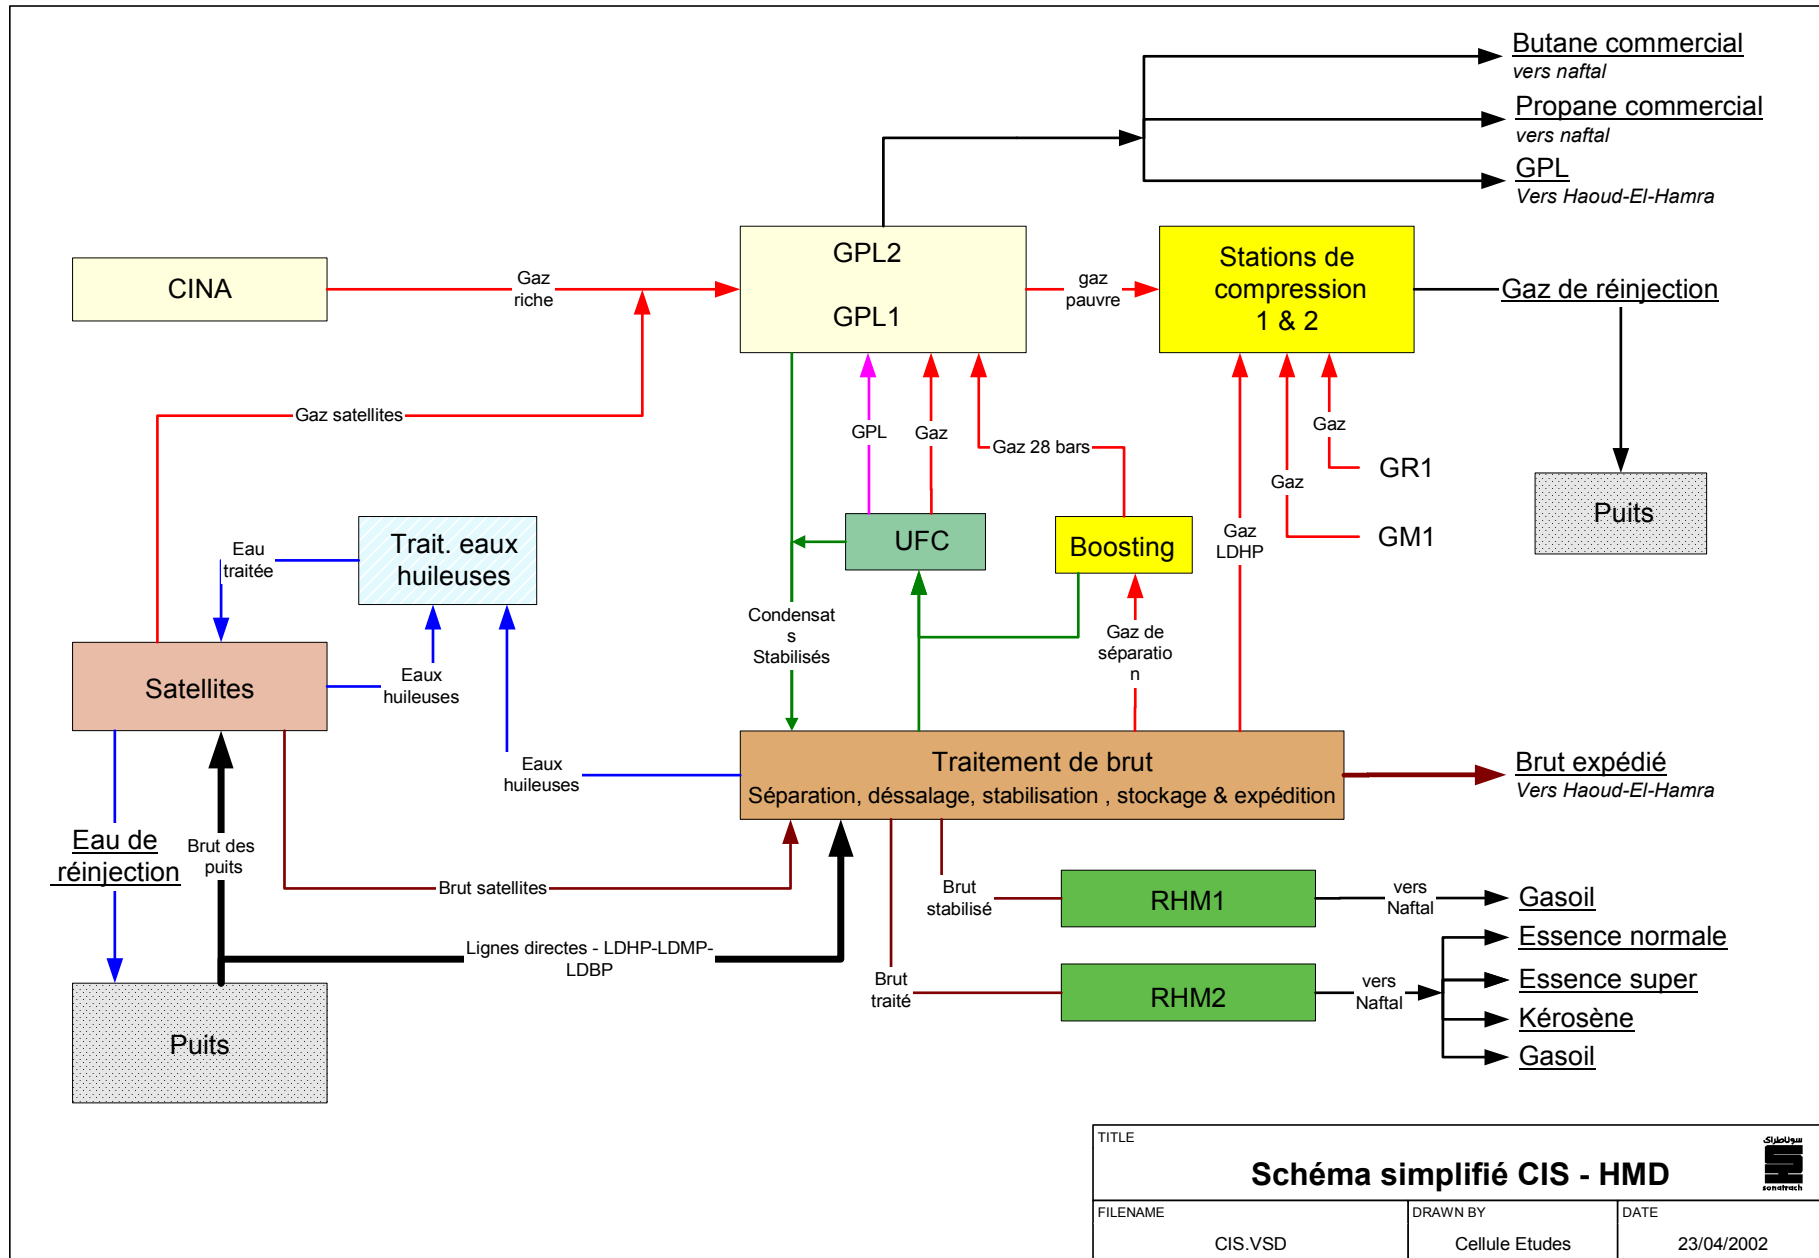 Butane commercial
vers naftal
Propane commercial
vers naftal
GPL
Vers Haoud-El-Hamra
CINA
Gaz
riche
GPL2
GPL1
gaz
pauvre
Stations de
compression
1 & 2
Gaz de réinjection
Gaz satellites
GPL
Gaz
Gaz 28 bars
Gaz
GR1
Gaz
GM1
Puits
Eau
traitée
Trait. eaux
huileuses
UFC
Boosting
Gaz
LDHP
Condensat
s
Stabilisés
Gaz de
séparatio
n
Satellites
Eaux
huileuses
Eaux
huileuses
Traitement de brut
Séparation, déssalage, stabilisation , stockage & expédition
Brut expédié
Vers Haoud-El-Hamra
Eau de
réinjection
Brut des
puits
Brut satellites
Brut
stabilisé
RHM1
vers
Naftal
Gasoil
Lignes directes - LDHP-LDMP-
LDBP
Brut
traité
RHM2
vers
Naftal
Essence normale
Essence super
Kérosène
Gasoil
Puits
TITLE
Schéma simplifié CIS - HMD
سوناطراك
sonatrach
FILENAME
CIS.VSD
DRAWN BY
Cellule Etudes
DATE
23/04/2002